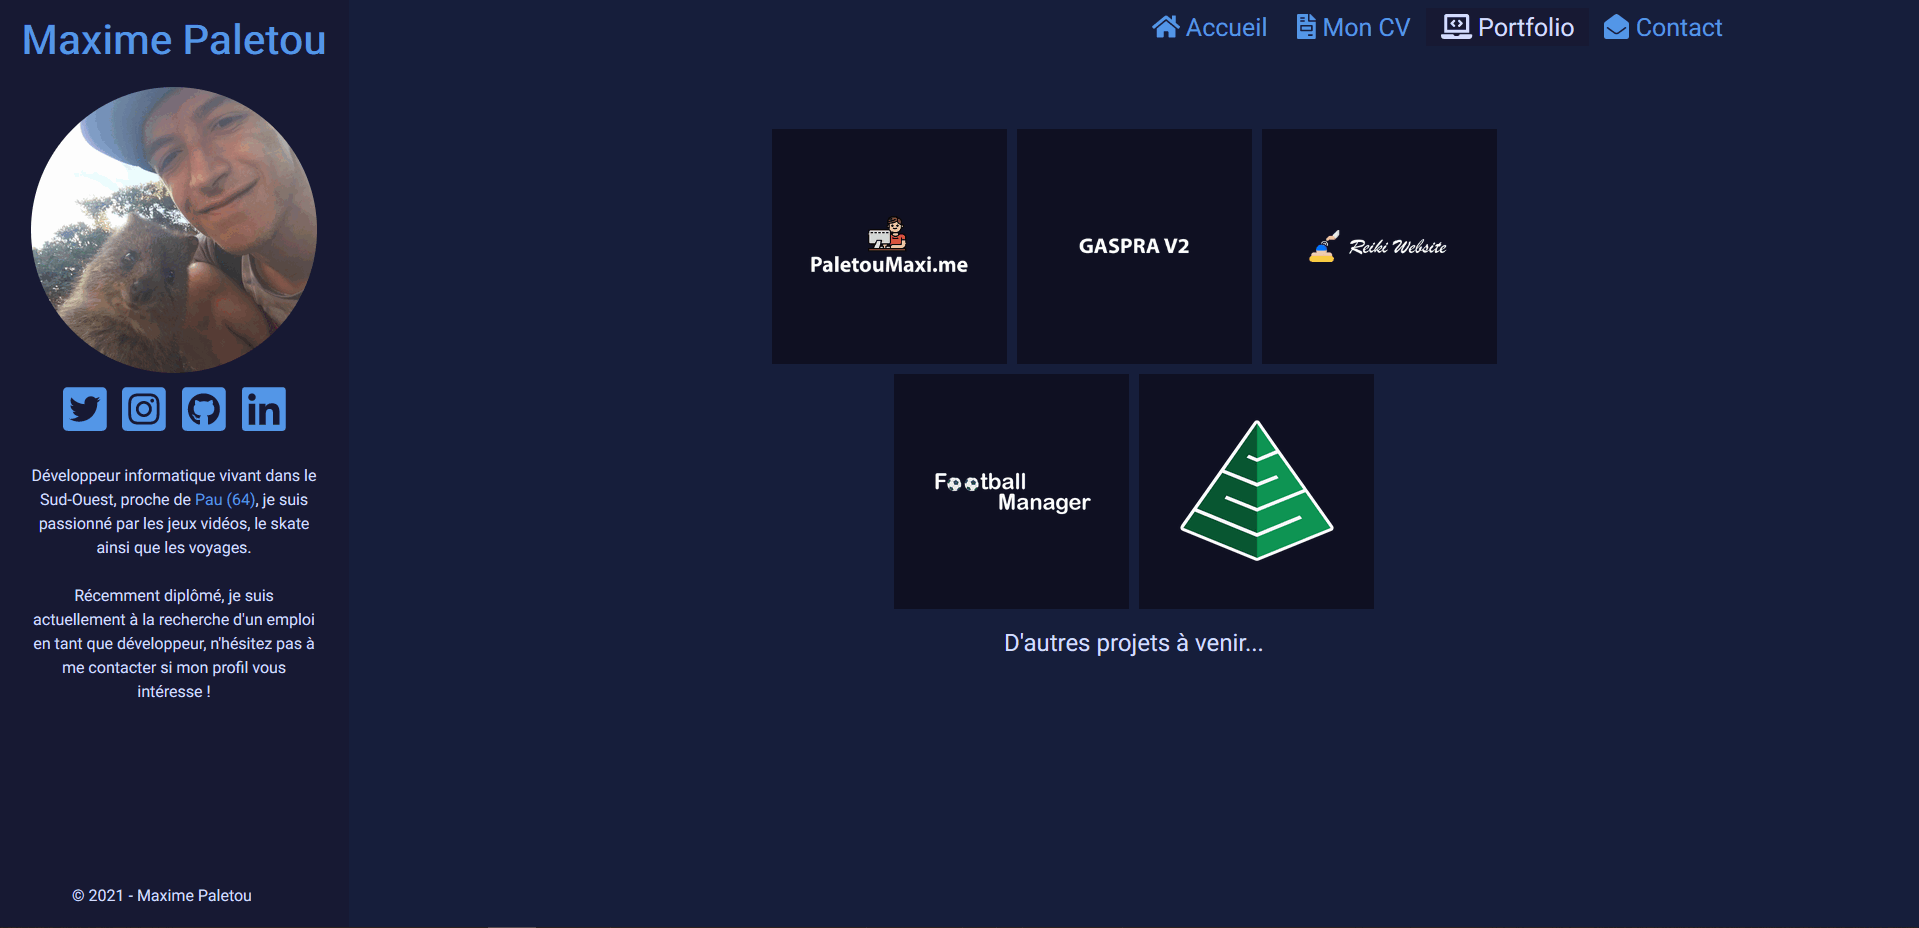 Maxime Paletou
Accueil
Mon CV
Portfolio
Contact
PaletouMaxi.me
GASPRA V2
Reiki Website
Football
Manager
D'autres projets à venir...
Développeur informatique vivant dans le
Sud-Ouest, proche de Pau (64), je suis
passionné par les jeux vidéos, le skate
ainsi que les voyages.
Récemment diplômé, je suis
actuellement à la recherche d'un emploi
en tant que développeur, n'hésitez pas à
me contacter si mon profil vous
intéresse !
© 2021 - Maxime Paletou